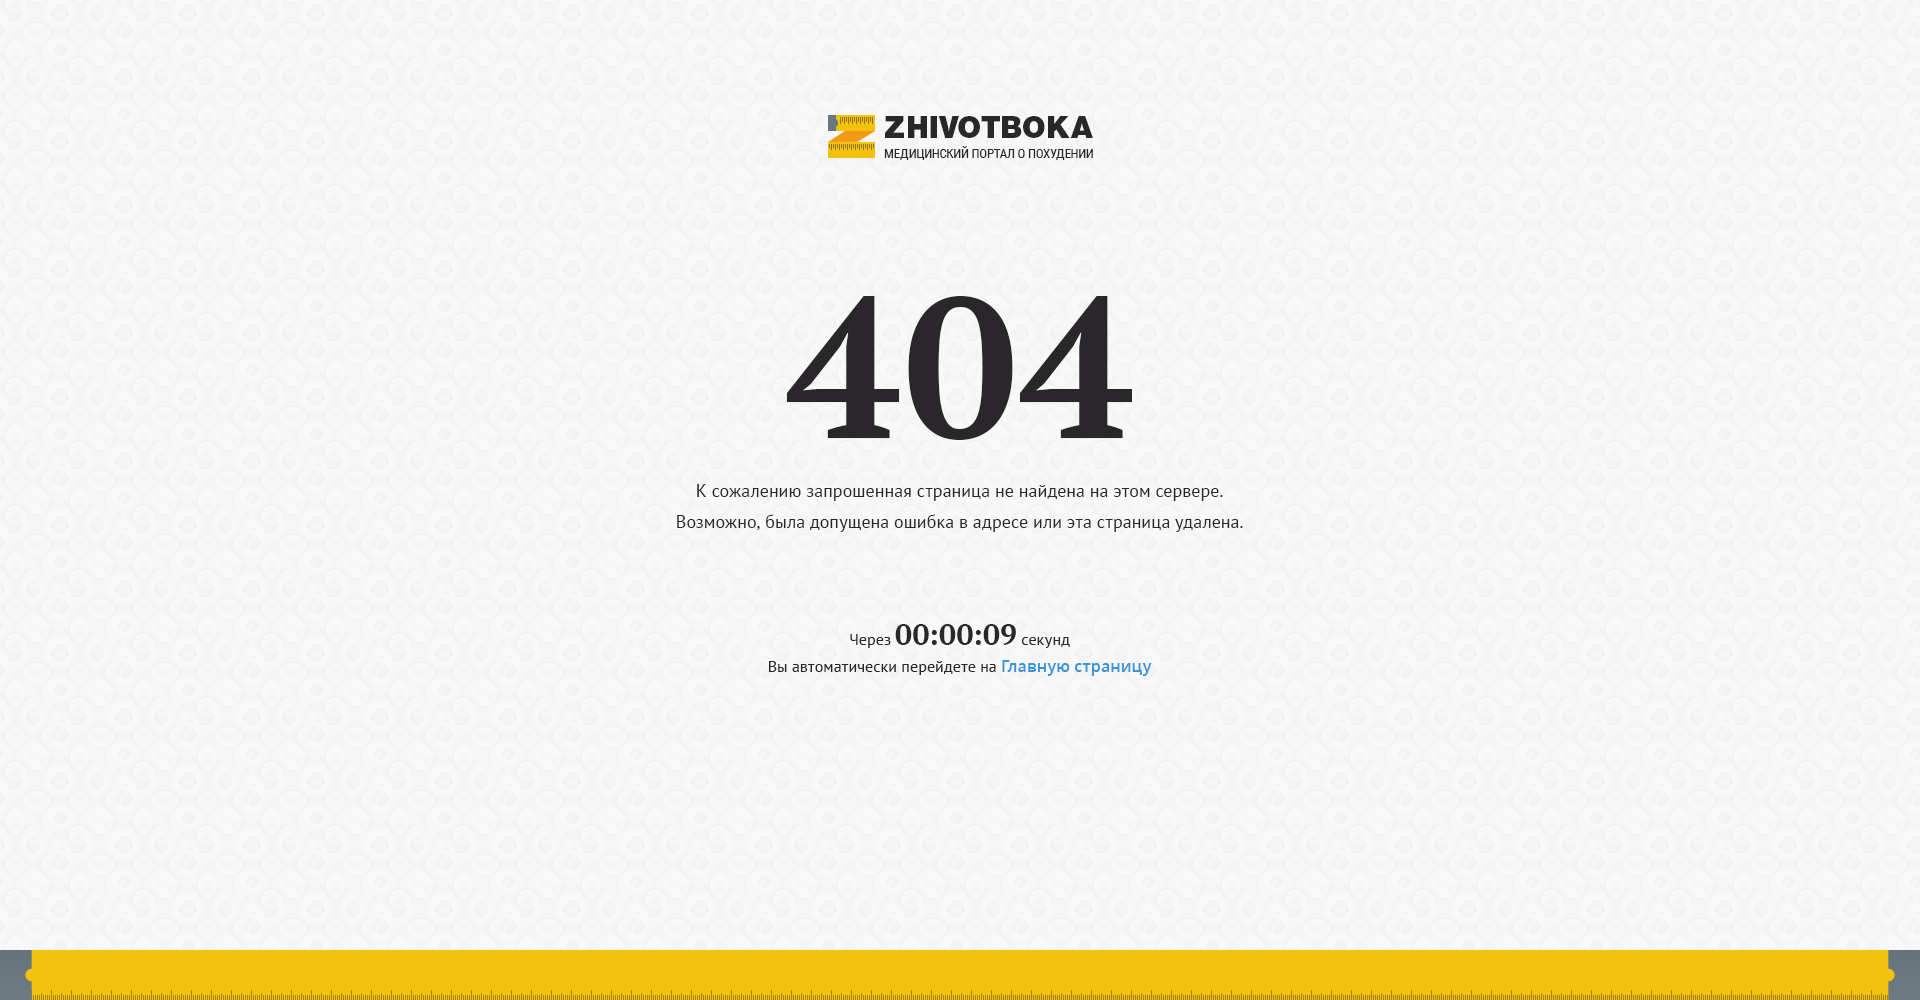 ZHIVOTBOKA
МЕДИЦИНСКИЙ ПОРТАЛ О ПОХУДЕНИИ
404
К сожалению запрошенная страница не найдена на этом сервере.
Возможно, была допущена ошибка в адресе или эта страница удалена.
Через 00:00:09 секунд
Вы автоматически перейдете на Главную страницу